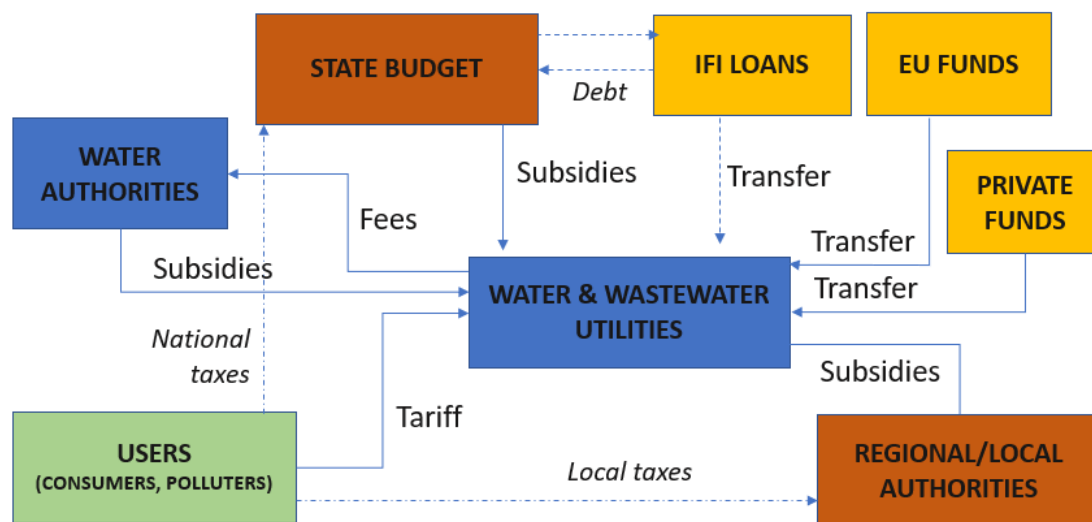 STATE BUDGET
IFI LOANS
EU FUNDS
Debt
WATER
AUTHORITIES
Subsidies
Transfer
PRIVATE
FUNDS
Fees
Transfer
Subsidies
Transfer
WATER & WASTEWATER
UTILITIES
National
taxes
Subsidies
Tariff
USERS
(CONSUMERS, POLLUTERS)
Local taxes
REGIONAL/LOCAL
AUTHORITIES